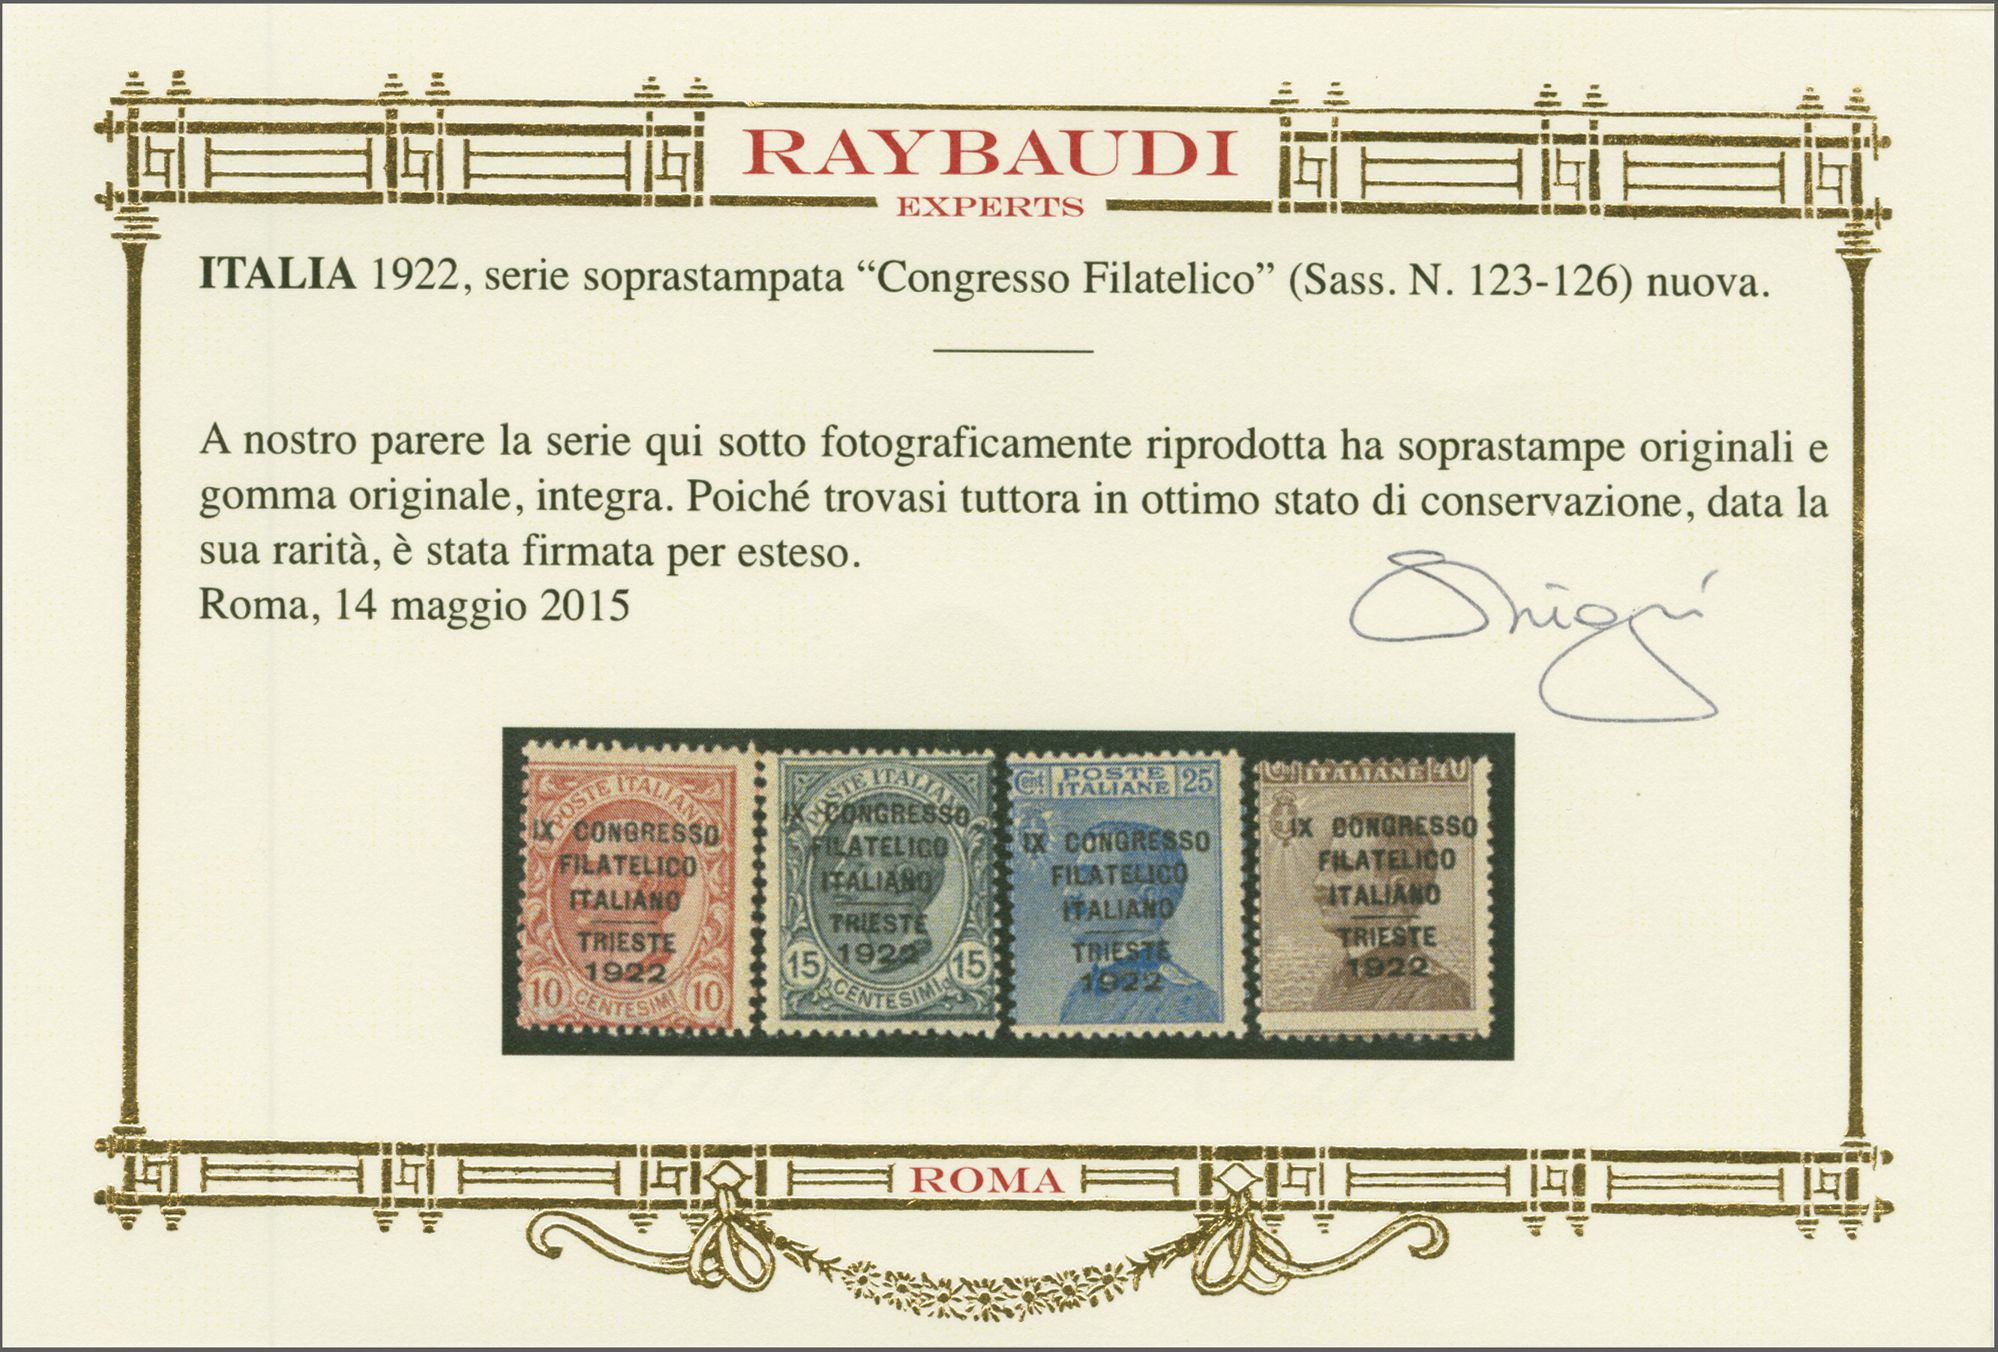 RAYBAUDI
EXPERTS
ITALIA 1922, serie soprastampata “Congresso Filatelico” (Sass. N. 123-126) nuova.
A nostro parere la serie qui sotto fotograficamente riprodotta ha soprastampe originali e
gomma originale, integra. Poiché trovasi tuttora in ottimo stato di conservazione, data la
sua rarità, è stata firmata per esteso.
Roma, 14 maggio 2015
POSTE ITALIANE
IX CONGRESSO
FILATELICO
ITALIANO
TRIESTE
1922
10 10
CENTESIMI
POSTE ITALIANE
IX CONGRESSO
FILATELICO
ITALIANO
TRIESTE
1922
15 15
CENTESIMI
Cent POSTE 25
ITALIANE
IX CONGRESSO
FILATELICO
ITALIANO
TRIESTE
1922
ITALIANE 40
IX CONGRESSO
FILATELICO
ITALIANO
TRIESTE
1922
ROMA